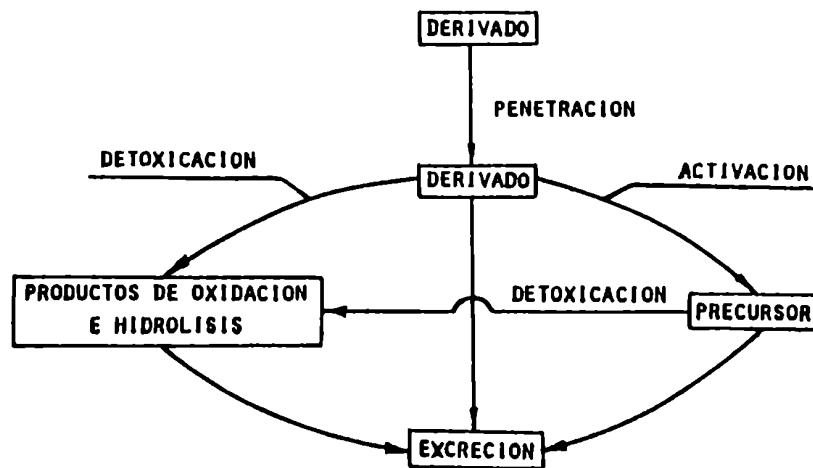 DERIVADO
PENETRACION
DETOXICACION
ACTIVACION
DERIVADO
PRODUCTOS DE OXIDACION
E HIDROLISIS
DETOXICACION
PRECURSOR
EXCRECION